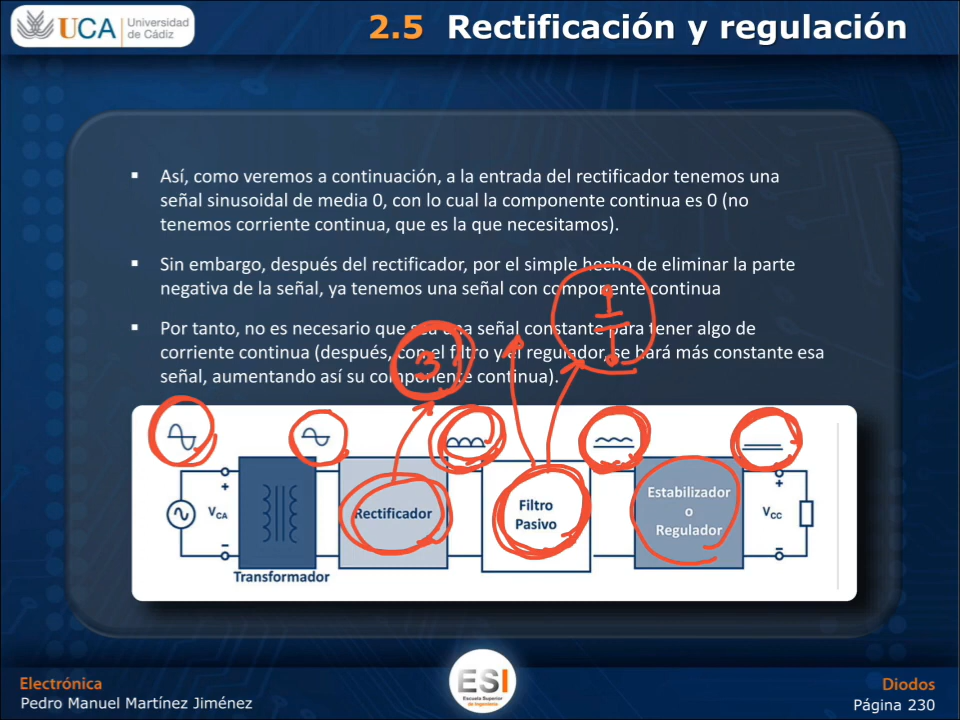 UCA Universidad de Cádiz
2.5 Rectificación y regulación
▪ Así, como veremos a continuación, a la entrada del rectificador tenemos una
señal sinusoidal de media 0, con lo cual la componente continua es 0 (no
tenemos corriente continua, que es la que necesitamos).
▪ Sin embargo, después del rectificador, por el simple hecho de eliminar la parte
negativa de la señal, ya tenemos una señal con componente continua
▪ Por tanto, no es necesario que sea una señal constante para tener algo de
corriente continua (después, con el filtro y el regulador, se hará más constante esa
señal, aumentando así su componente continua).
3
+
VCA
–
Transformador
Rectificador
Filtro
Pasivo
Estabilizador
o
Regulador
+
VCC
–
Electrónica
Pedro Manuel Martínez Jiménez
ESI
Escuela Superior
de Ingeniería
Diodos
Página 230